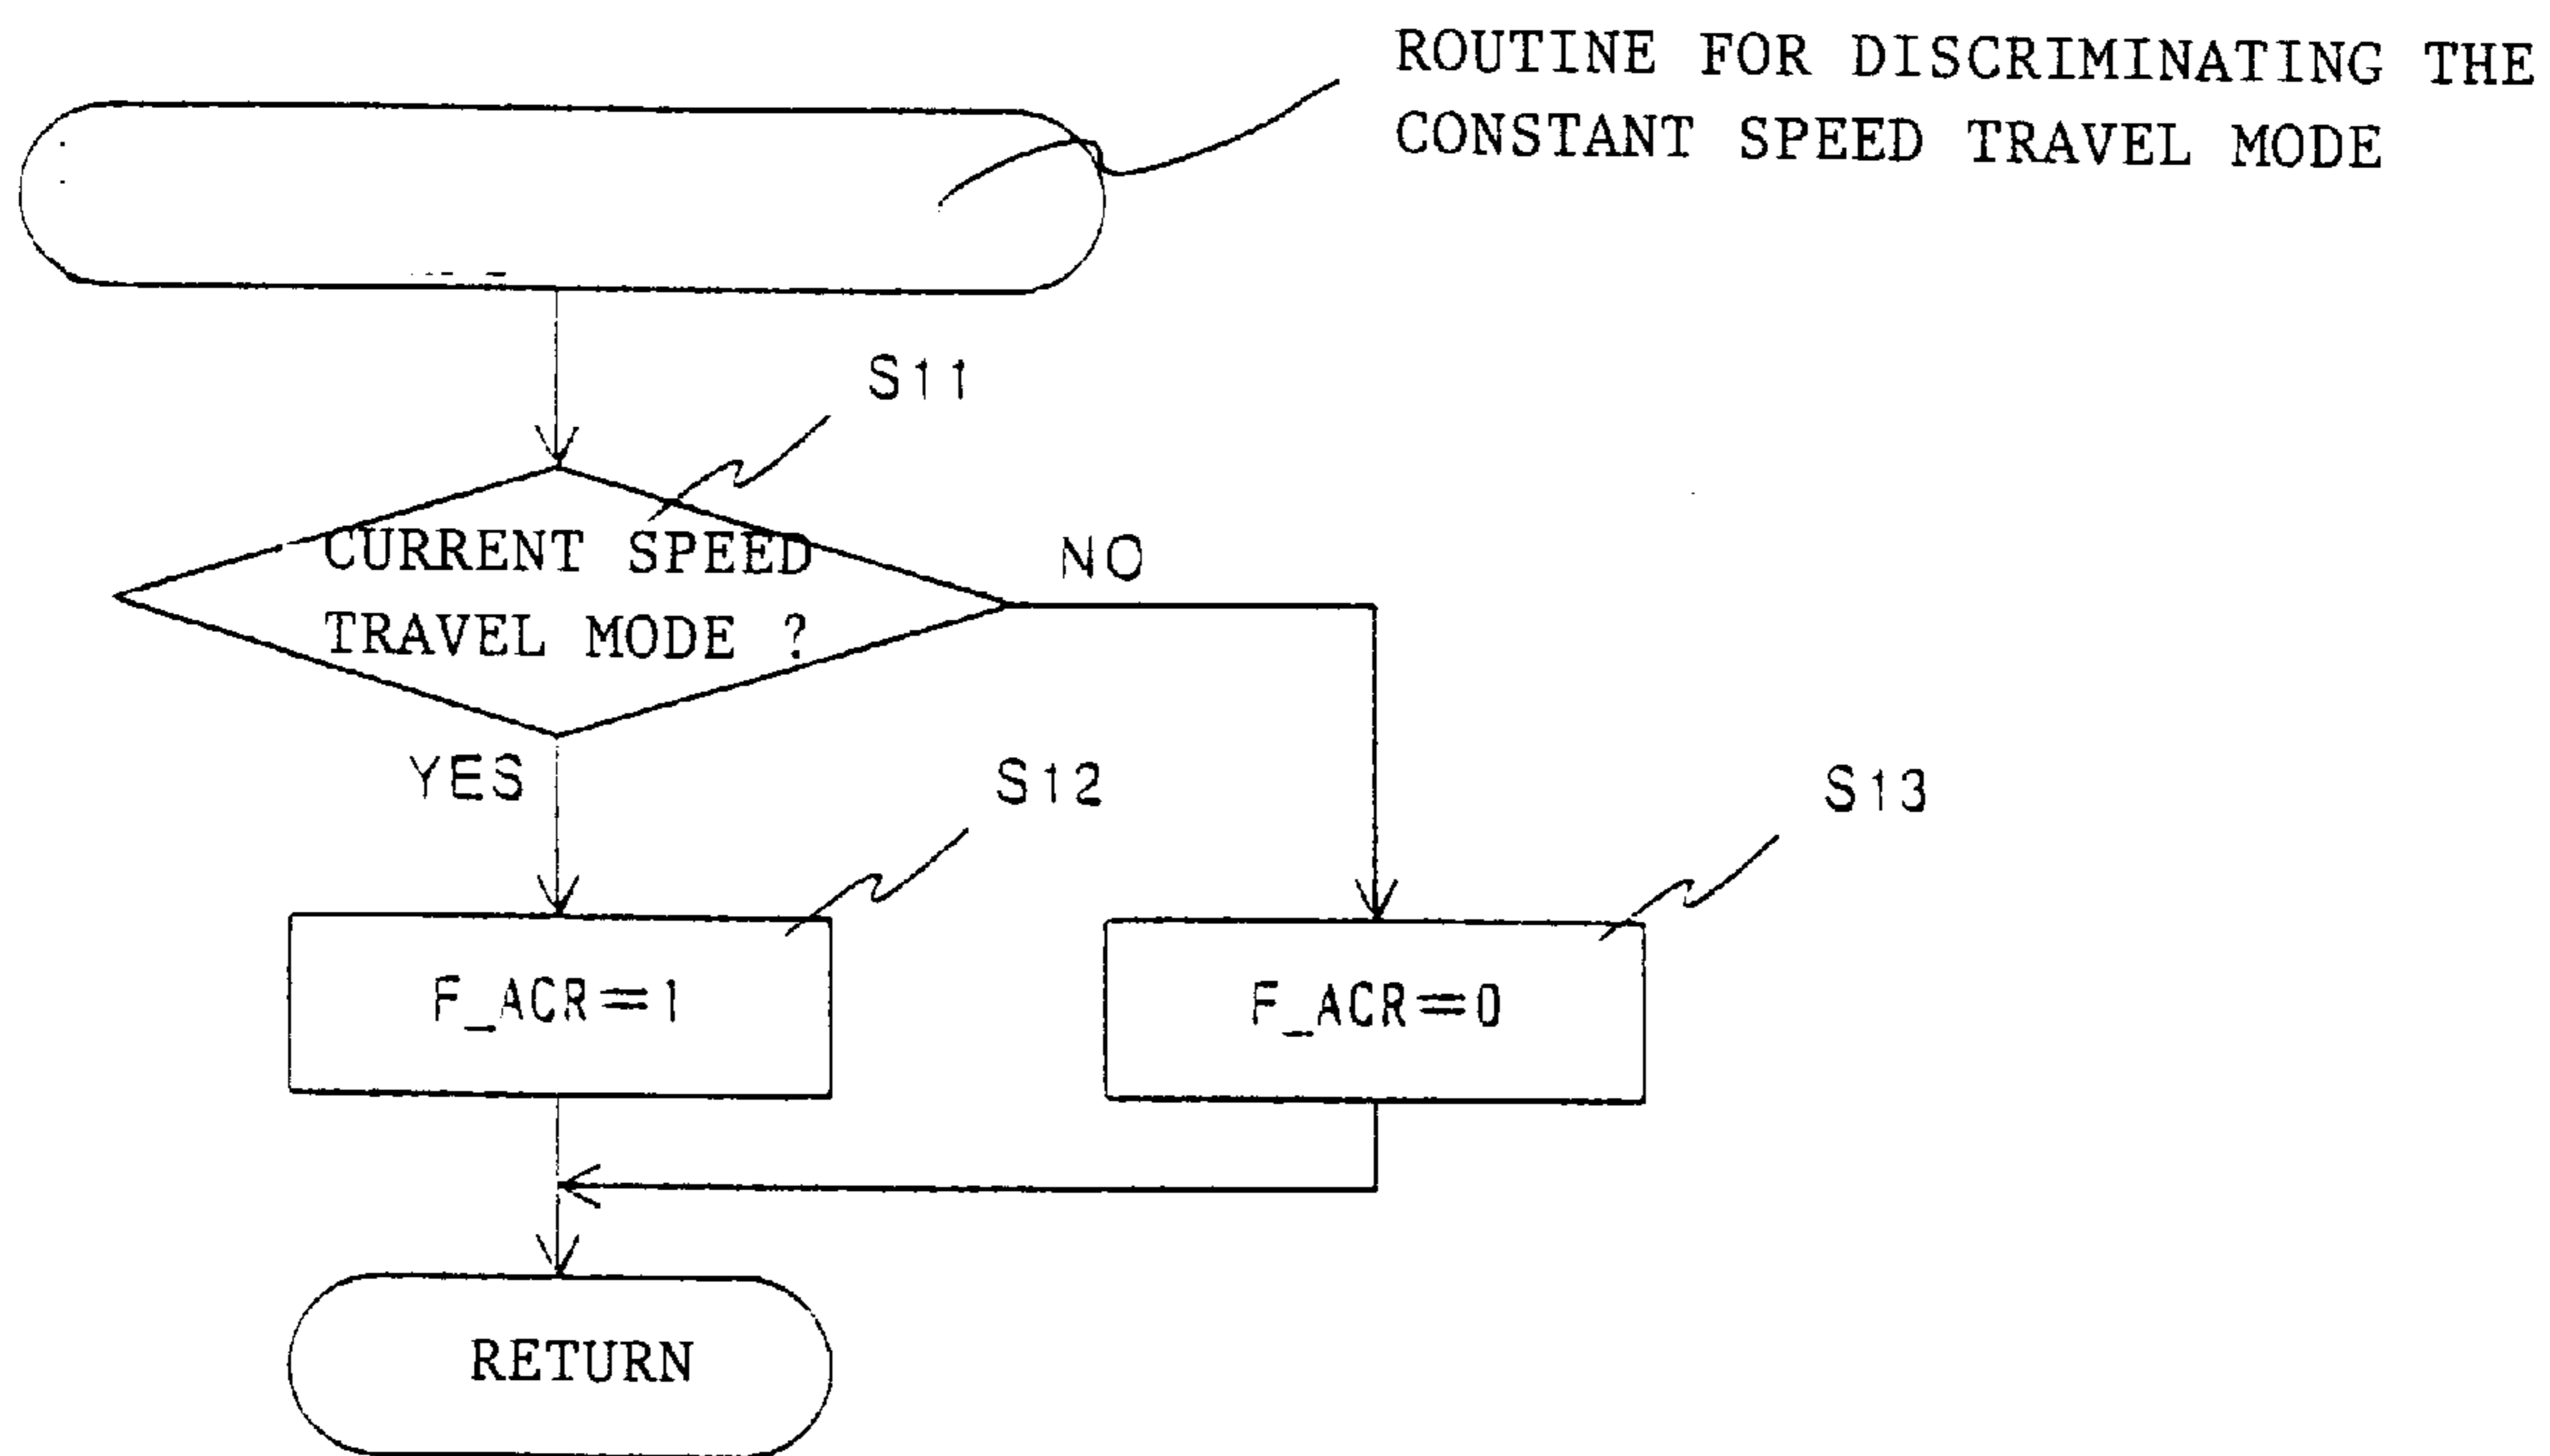 ROUTINE FOR DISCRIMINATING THE
CONSTANT SPEED TRAVEL MODE
S11
CURRENT SPEED
TRAVEL MODE ?
NO
YES
S12
S13
F_ACR=1
F_ACR=0
RETURN